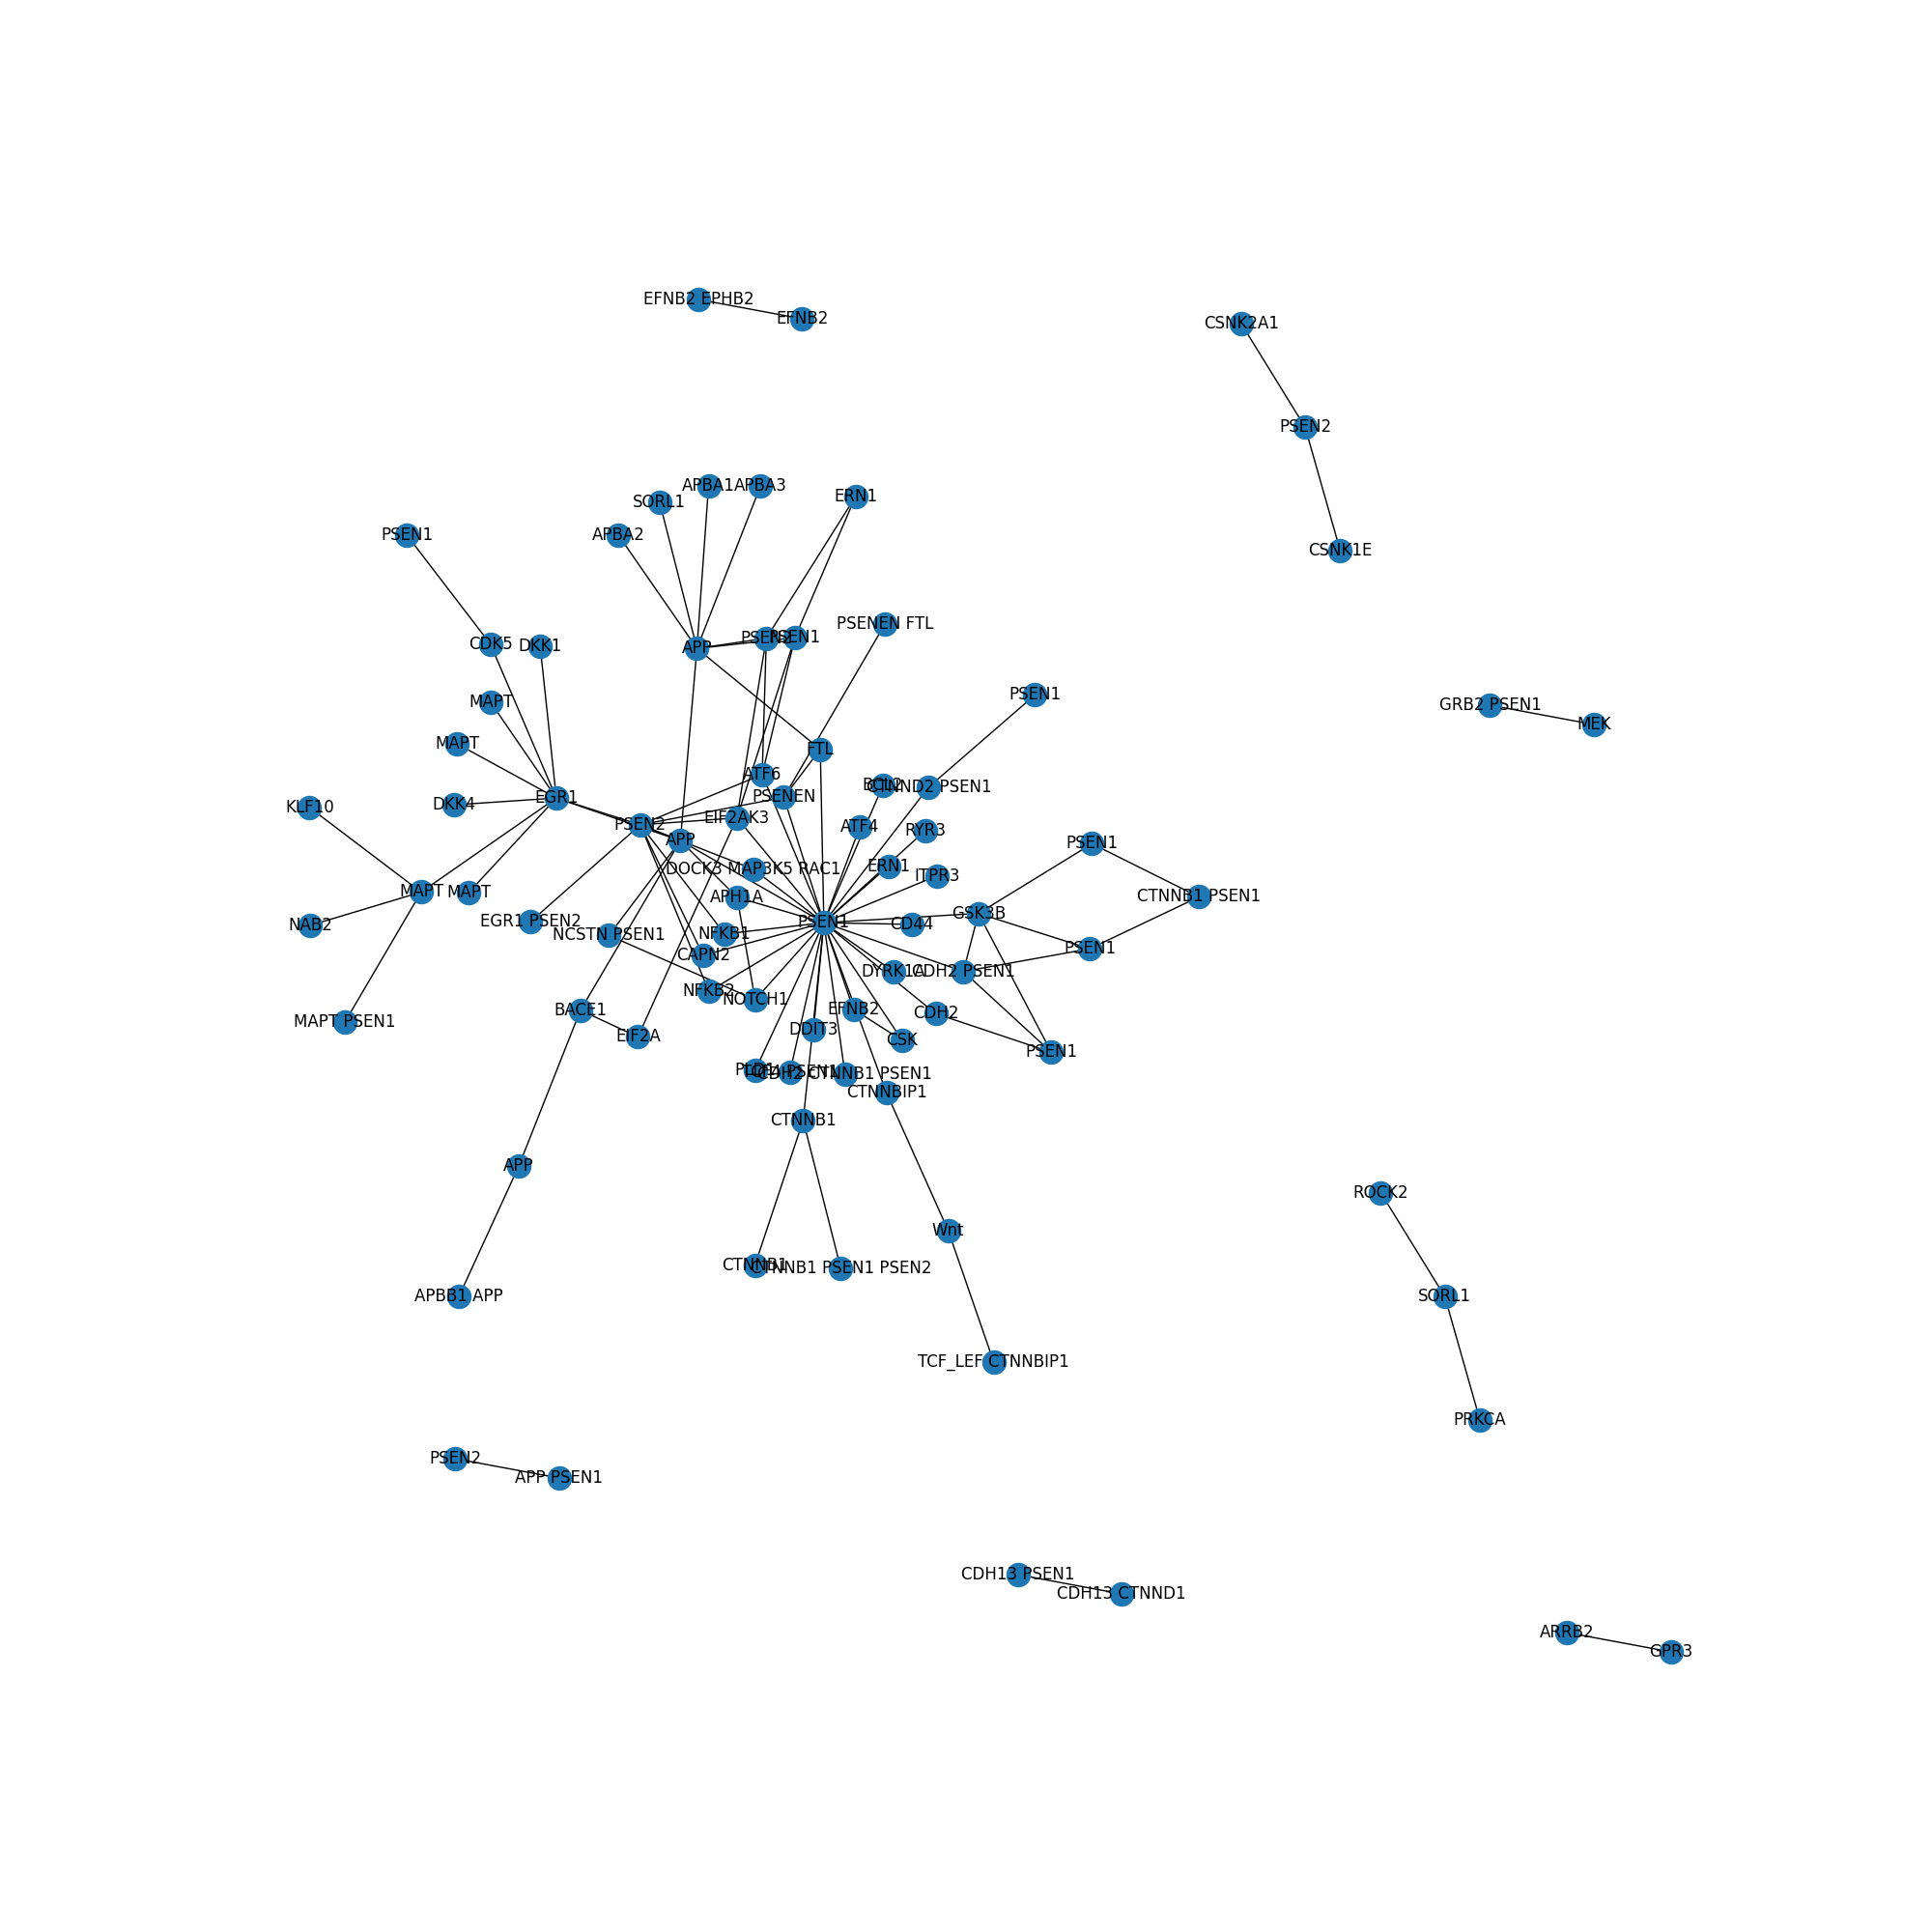 EFNB2 EPHB2
EFNB2
CSNK2A1
PSEN2
CSNK1E
APBA1
APBA3
SORL1
ERN1
APBA2
PSEN1
PSENEN FTL
CDK5
DKK1
APP
PSEN2
PSEN1
PSEN1
MAPT
GRB2 PSEN1
MEK
MAPT
FTL
ATF6
BCL2
CTNND2 PSEN1
EGR1
PSENEN
KLF10
DKK4
EIF2AK3
PSEN2
ATF4
RYR3
APP
PSEN1
DOCK3 MAP3K5 RAC1
ERN1
ITPR3
MAPT
MAPT
APH1A
CTNNB1 PSEN1
GSK3B
NAB2
EGR1 PSEN2
PSEN1
CD44
NCSTN PSEN1
NFKB1
PSEN1
CAPN2
DYRK1A
CDH2 PSEN1
NFKB2
NOTCH1
BACE1
EFNB2
CDH2
MAPT PSEN1
EIF2A
DDIT3
CSK
PSEN1
CDH2 CTNNB1 PSEN1
CTNNBIP1
CTNNB1
APP
ROCK2
Wnt
CTNNB1
CTNNB1 PSEN1 PSEN2
APBB1 APP
SORL1
TCF_LEF CTNNBIP1
PRKCA
PSEN2
APP PSEN1
CDH13 PSEN1
CDH13 CTNND1
ARRB2
GPR3